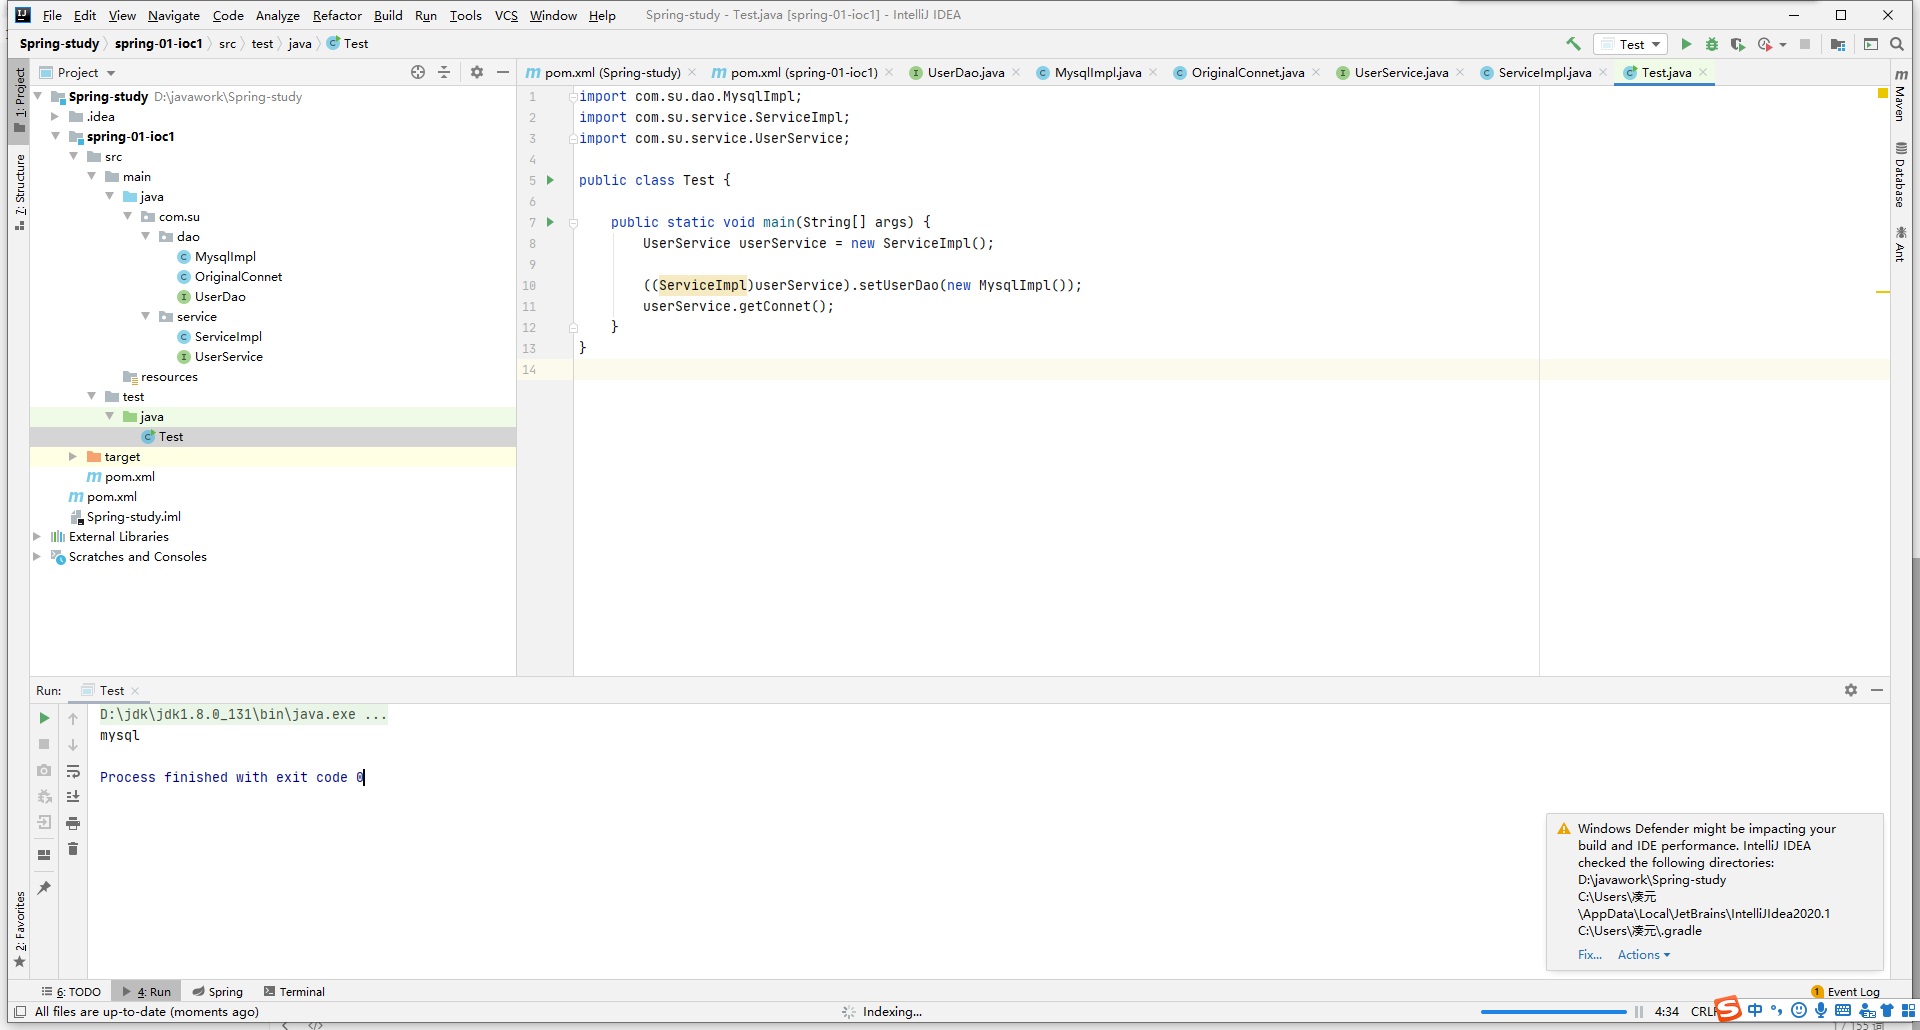 File Edit View Navigate Code Analyze Refactor Build Run Tools VCS Window Help Spring-study - Test.java [spring-01-ioc1] - IntelliJ IDEA
Spring-study spring-01-ioc1 src test java Test
Test
Project
pom.xml (Spring-study) pom.xml (spring-01-ioc1) UserDao.java MysqlImpl.java OriginalConnet.java UserService.java ServiceImpl.java Test.java
1: Project
7: Structure
2: Favorites
Spring-study D:\javawork\Spring-study
.idea
spring-01-ioc1
src
main
java
com.su
dao
MysqlImpl
OriginalConnet
UserDao
service
ServiceImpl
UserService
resources
test
java
Test
target
pom.xml
pom.xml
Spring-study.iml
External Libraries
Scratches and Consoles
1 import com.su.dao.MysqlImpl;
2 import com.su.service.ServiceImpl;
3 import com.su.service.UserService;
4
5 public class Test {
6
7 public static void main(String[] args) {
8 UserService userService = new ServiceImpl();
9
10 ((ServiceImpl)userService).setUserDao(new MysqlImpl());
11 userService.getConnet();
12 }
13 }
14
Maven
Database
Ant
Run: Test
D:\jdk\jdk1.8.0_131\bin\java.exe ...
mysql
Process finished with exit code 0
Windows Defender might be impacting your
build and IDE performance. IntelliJ IDEA
checked the following directories:
D:\javawork\Spring-study
C:\Users\凑元
\AppData\Local\JetBrains\IntelliJIdea2020.1
C:\Users\凑元\.gradle
Fix... Actions
6: TODO 4: Run Spring Terminal 1 Event Log
All files are up-to-date (moments ago) Indexing... 4:34 CRLF
中